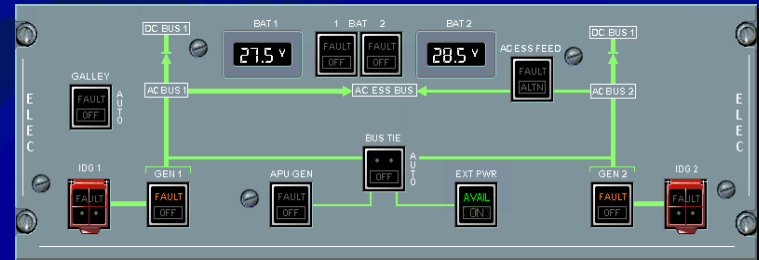 BAT 1
1 BAT 2
BAT 2
DC BUS 1
DC BUS 1
27.5 V
FAULT
OFF
FAULT
OFF
28.5 V
AC ESS FEED
FAULT
ALTN
GALLEY
FAULT
OFF
AUTO
AC BUS 1
AC ESS BUS
AC BUS 2
ELEC
ELEC
BUS TIE
OFF
AUTO
IDG 1
FAULT
GEN 1
FAULT
OFF
APU GEN
FAULT
OFF
EXT PWR
AVAIL
ON
GEN 2
FAULT
OFF
IDG 2
FAULT